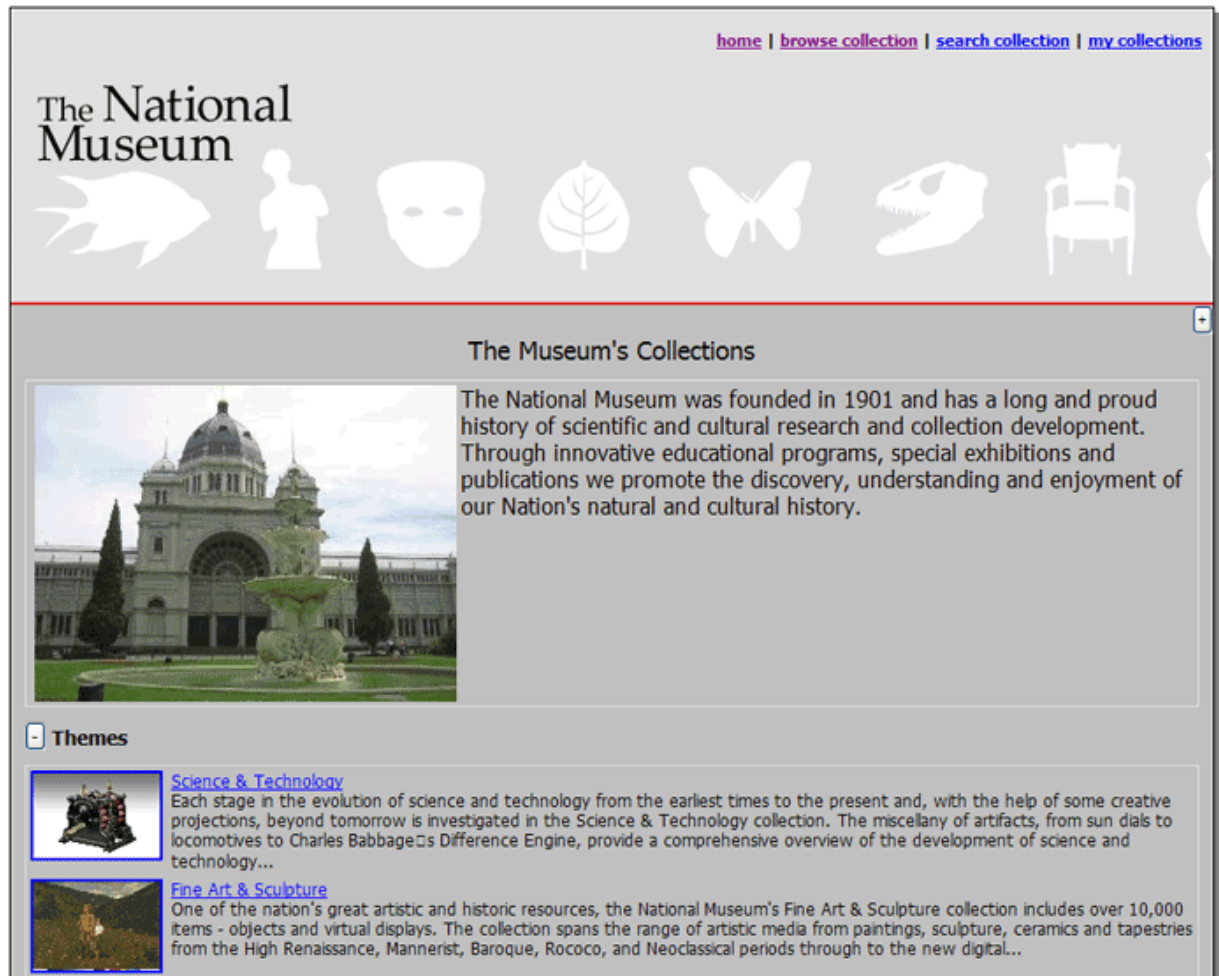 home | browse collection | search collection | my collections
The National
Museum
+
The Museum's Collections
The National Museum was founded in 1901 and has a long and proud
history of scientific and cultural research and collection development.
Through innovative educational programs, special exhibitions and
publications we promote the discovery, understanding and enjoyment of
our Nation's natural and cultural history.
- Themes
Science & Technology
Each stage in the evolution of science and technology from the earliest times to the present and, with the help of some creative
projections, beyond tomorrow is investigated in the Science & Technology collection. The miscellany of artifacts, from sun dials to
locomotives to Charles Babbage□s Difference Engine, provide a comprehensive overview of the development of science and
technology...
Fine Art & Sculpture
One of the nation's great artistic and historic resources, the National Museum's Fine Art & Sculpture collection includes over 10,000
items - objects and virtual displays. The collection spans the range of artistic media from paintings, sculpture, ceramics and tapestries
from the High Renaissance, Mannerist, Baroque, Rococo, and Neoclassical periods through to the new digital...